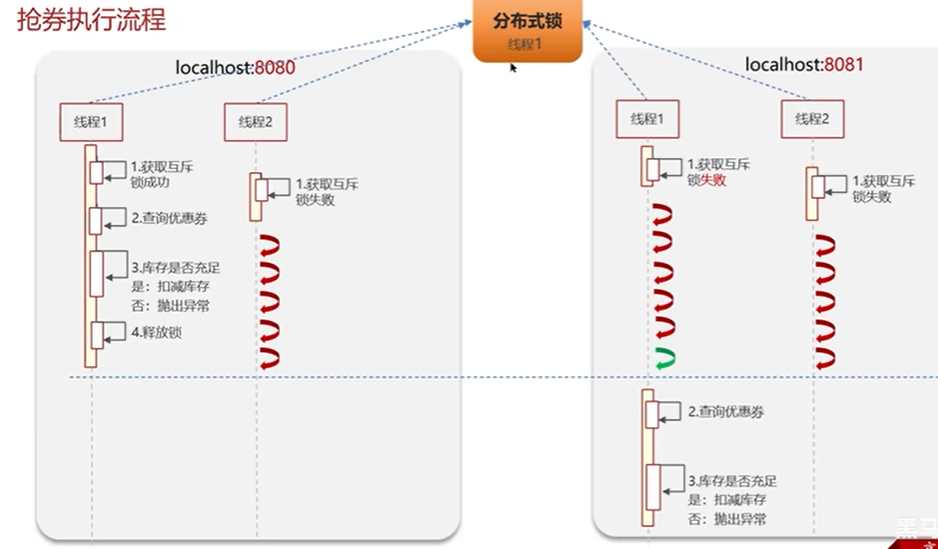 抢券执行流程
分布式锁
线程1
localhost:8080
线程1
线程2
1.获取互斥
锁成功
2.查询优惠券
3.库存是否充足
是：扣减库存
否：抛出异常
4.释放锁
1.获取互斥
锁失败
localhost:8081
线程1
线程2
1.获取互斥
锁失败
1.获取互斥
锁失败
2.查询优惠券
3.库存是否充足
是：扣减库存
否：抛出异常
黑马